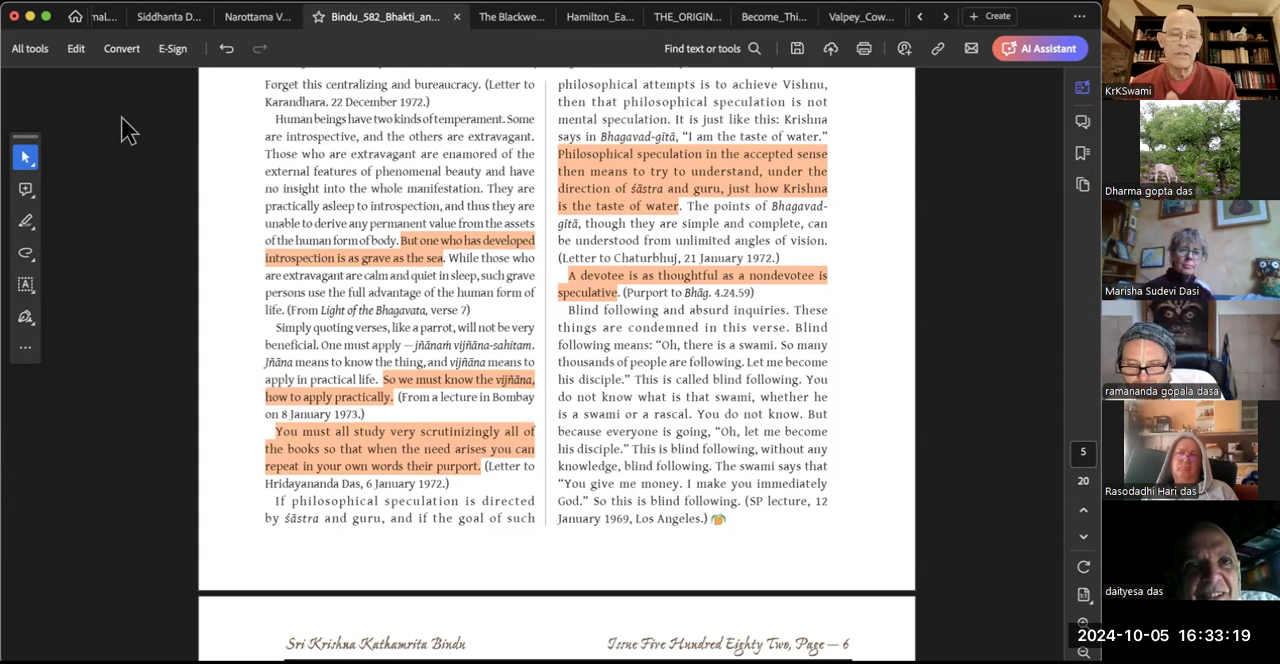 nal...
Siddhanta D...
Narottama V...
Bindu_582_Bhakti_an...
The Blackwe...
Hamilton_Ea...
THE_ORIGIN...
Become_Thi...
Valpey_Cow...
Create
All tools
Edit
Convert
E-Sign
Find text or tools
AI Assistant
Forget this centralizing and bureaucracy. (Letter to
Karandhara. 22 December 1972.)
Human beings have two kinds of temperament. Some
are introspective, and the others are extravagant.
Those who are extravagant are enamored of the
external features of phenomenal beauty and have
no insight into the whole manifestation. They are
practically asleep to introspection, and thus they are
unable to derive any permanent value from the assets
of the human form of body. But one who has developed
introspection is as grave as the sea. While those who
are extravagant are calm and quiet in sleep, such grave
persons use the full advantage of the human form of
life. (From Light of the Bhagavata, verse 7)
Simply quoting verses, like a parrot, will not be very
beneficial. One must apply — jñānaṁ vijñāna-sahitam.
Jñāna means to know the thing, and vijñāna means to
apply in practical life. So we must know the vijñāna,
how to apply practically. (From a lecture in Bombay
on 8 January 1973.)
You must all study very scrutinizingly all of
the books so that when the need arises you can
repeat in your own words their purport. (Letter to
Hridayananda Das, 6 January 1972.)
If philosophical speculation is directed
by śāstra and guru, and if the goal of such
philosophical attempts is to achieve Vishnu,
then that philosophical speculation is not
mental speculation. It is just like this: Krishna
says in Bhagavad-gītā, “I am the taste of water.”
Philosophical speculation in the accepted sense
then means to try to understand, under the
direction of śāstra and guru, just how Krishna
is the taste of water. The points of Bhagavad-
gītā, though they are simple and complete, can
be understood from unlimited angles of vision.
(Letter to Chaturbhuj, 21 January 1972.)
A devotee is as thoughtful as a nondevotee is
speculative. (Purport to Bhāg. 4.24.59)
Blind following and absurd inquiries. These
things are condemned in this verse. Blind
following means: “Oh, there is a swami. So many
thousands of people are following. Let me become
his disciple.” This is called blind following. You
do not know what is that swami, whether he
is a swami or a rascal. You do not know. But
because everyone is going, “Oh, let me become
his disciple.” This is blind following, without any
knowledge, blind following. The swami says that
“You give me money. I make you immediately
God.” So this is blind following. (SP lecture, 12
January 1969, Los Angeles.)
Sri Krishna Kathamrita Bindu
Issue Five Hundred Eighty Two, Page — 6
5
20
KrKSwami
Dharma gopta das
Marisha Sudevi Dasi
ramananda gopala dasa
Rasodadhi Hari das
daityesa das
2024-10-05 16:33:19